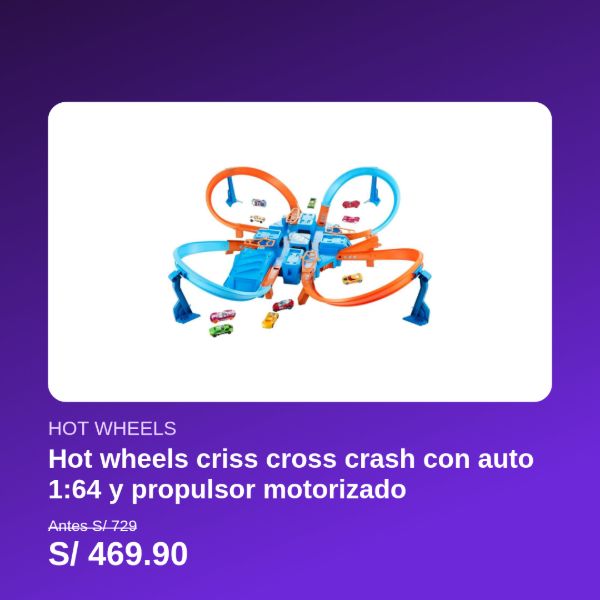 HOT WHEELS
Hot wheels criss cross crash con auto
1:64 y propulsor motorizado
Antes S/ 729
S/ 469.90